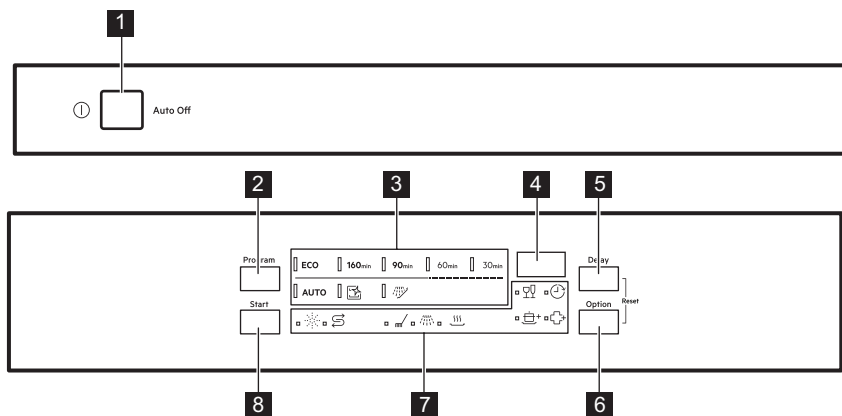 1
Auto Off
2
3
4
5
Program
ECO 160min 90min 60min 30min
Delay
AUTO
Start
Option
Reset
8
7
6